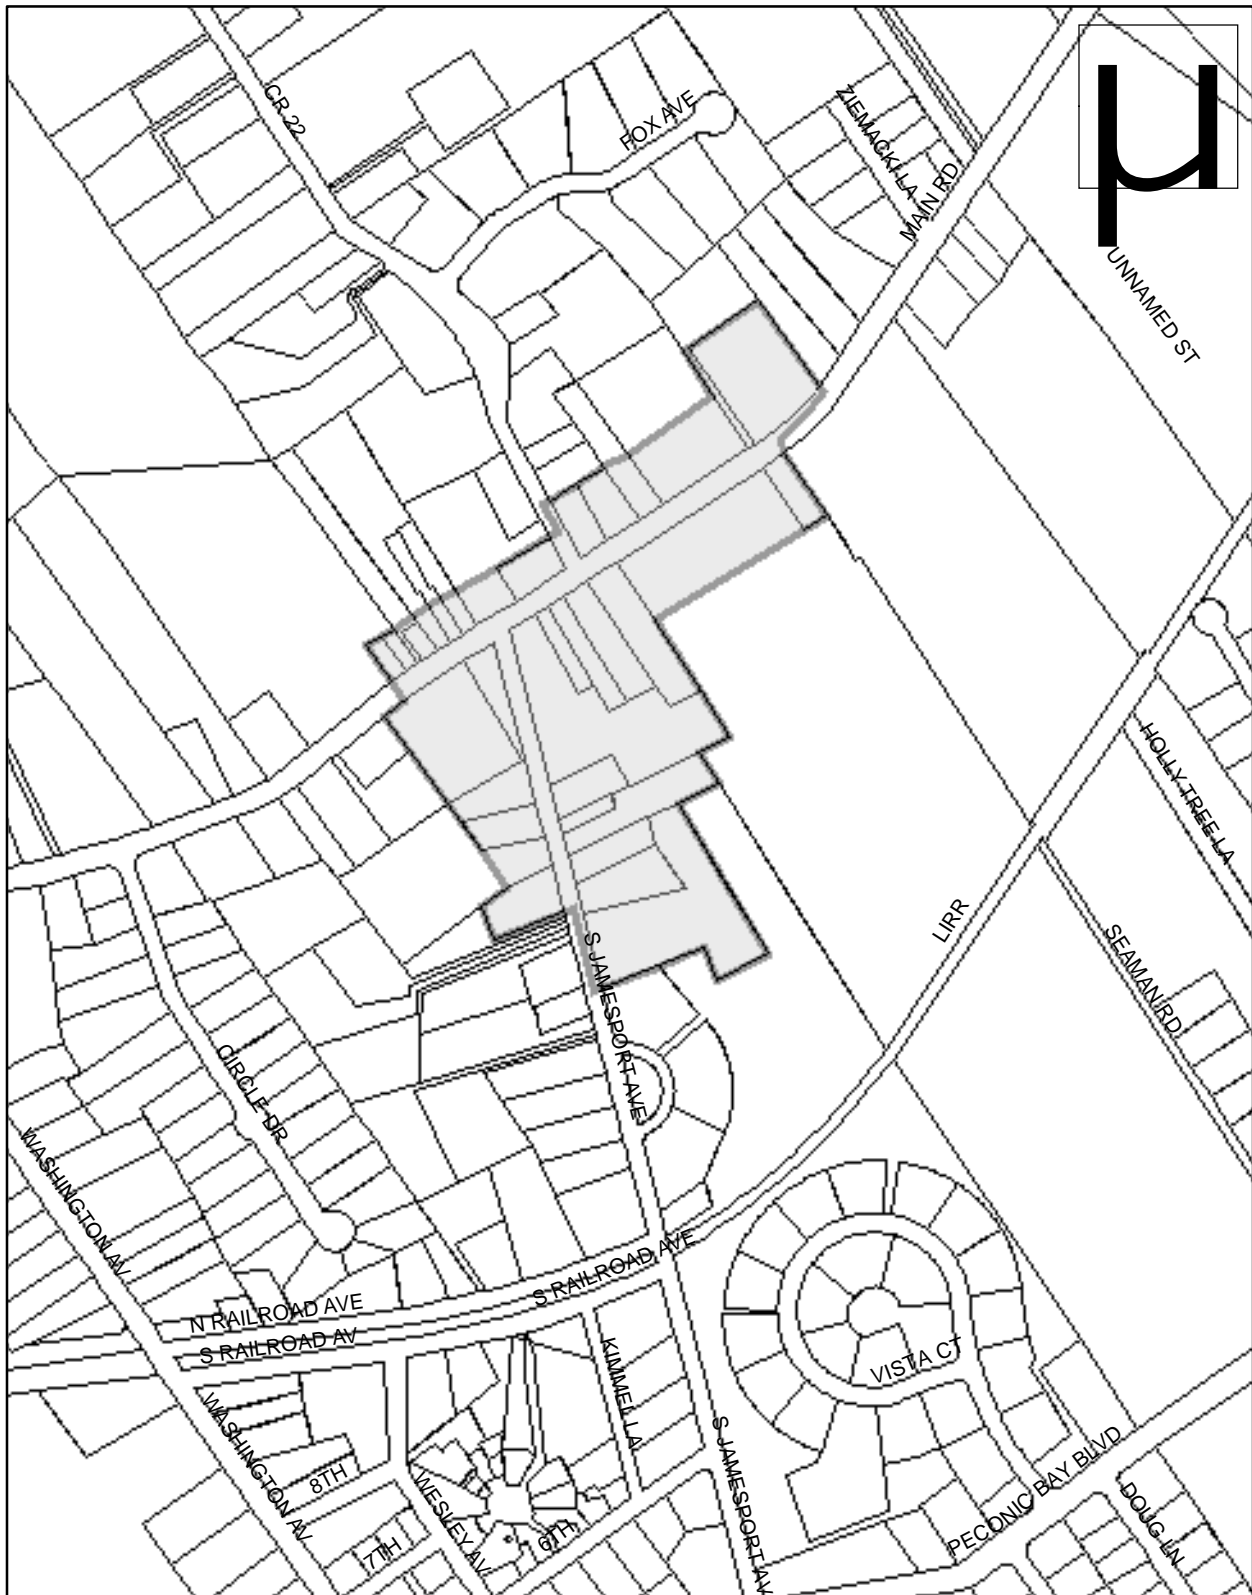 CR 22
FOX AVE
ZIEMACKI LA
MAIN RD
µ
UNNAMED ST
HOLLY TREE LA
LIRR
SEAMAN RD
S JAMESPORT AVE
CIRCLE DR
WASHINGTON AV
S RAILROAD AVE
N RAILROAD AVE
S RAILROAD AV
KIMMEL LA
VISTA CT
WASHINGTON AV
8TH
WESLEY AV
S JAMESPORT AV
PECONIC BAY BLVD
DOUG LN
7TH
6TH